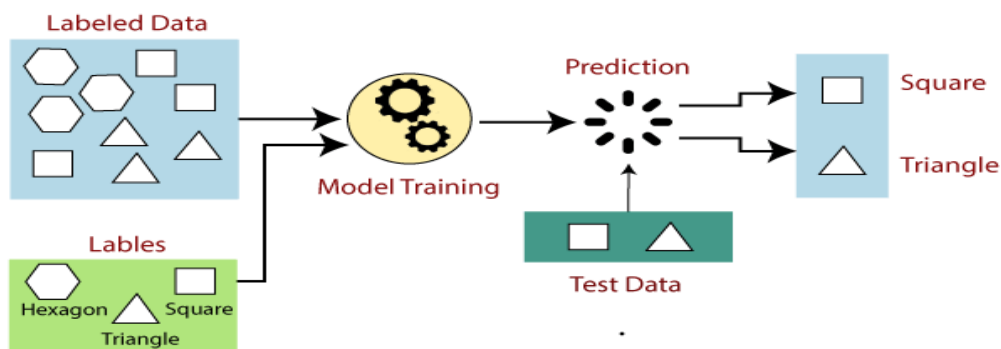 Labeled Data
Prediction
Square
Model Training
Triangle
Lables
Hexagon
Square
Triangle
Test Data